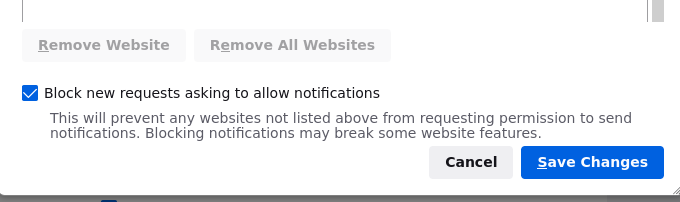 Remove Website
Remove All Websites
Block new requests asking to allow notifications
This will prevent any websites not listed above from requesting permission to send
notifications. Blocking notifications may break some website features.
Cancel
Save Changes